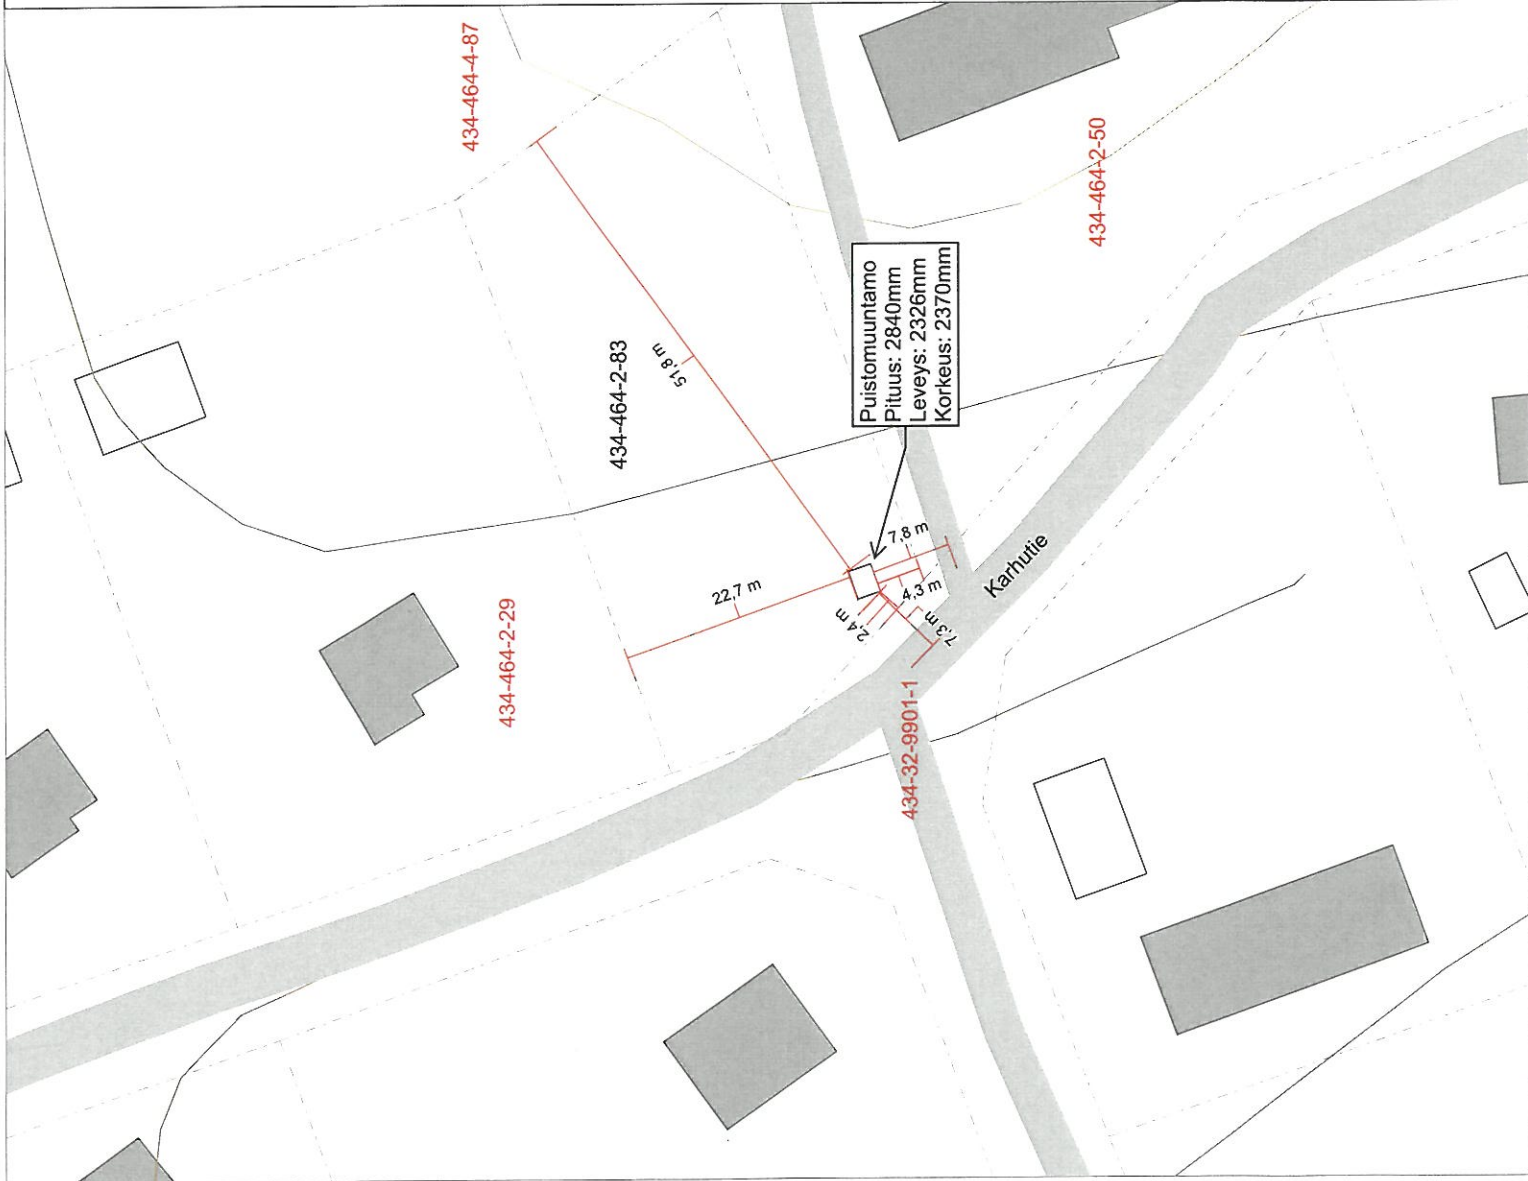 434-464-4-87
434-464-2-50
Puistomuuntamo
Pituus: 2840mm
Leveys: 2326mm
Korkeus: 2370mm
51,8 m
434-464-2-83
22,7 m
7,8 m
4,3 m
2,4 m
7,3 m
Karhutie
434-464-2-29
434-32-9901-1